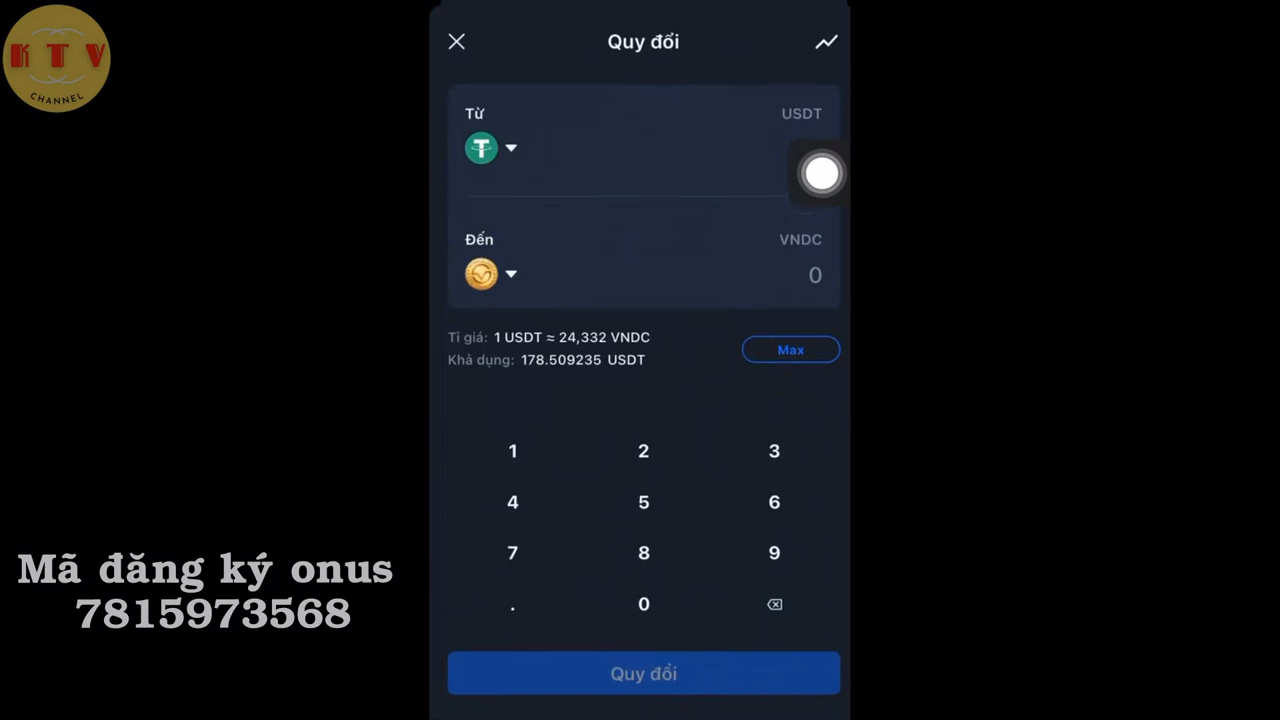 K T V
CHANNEL
Quy đổi
Từ
USDT
Đến
VNDC
0
Tỉ giá: 1 USDT ≈ 24,332 VNDC
Khả dụng: 178.509235 USDT
Max
1 2 3
4 5 6
7 8 9
. 0
Quy đổi
Mã đăng ký onus
7815973568